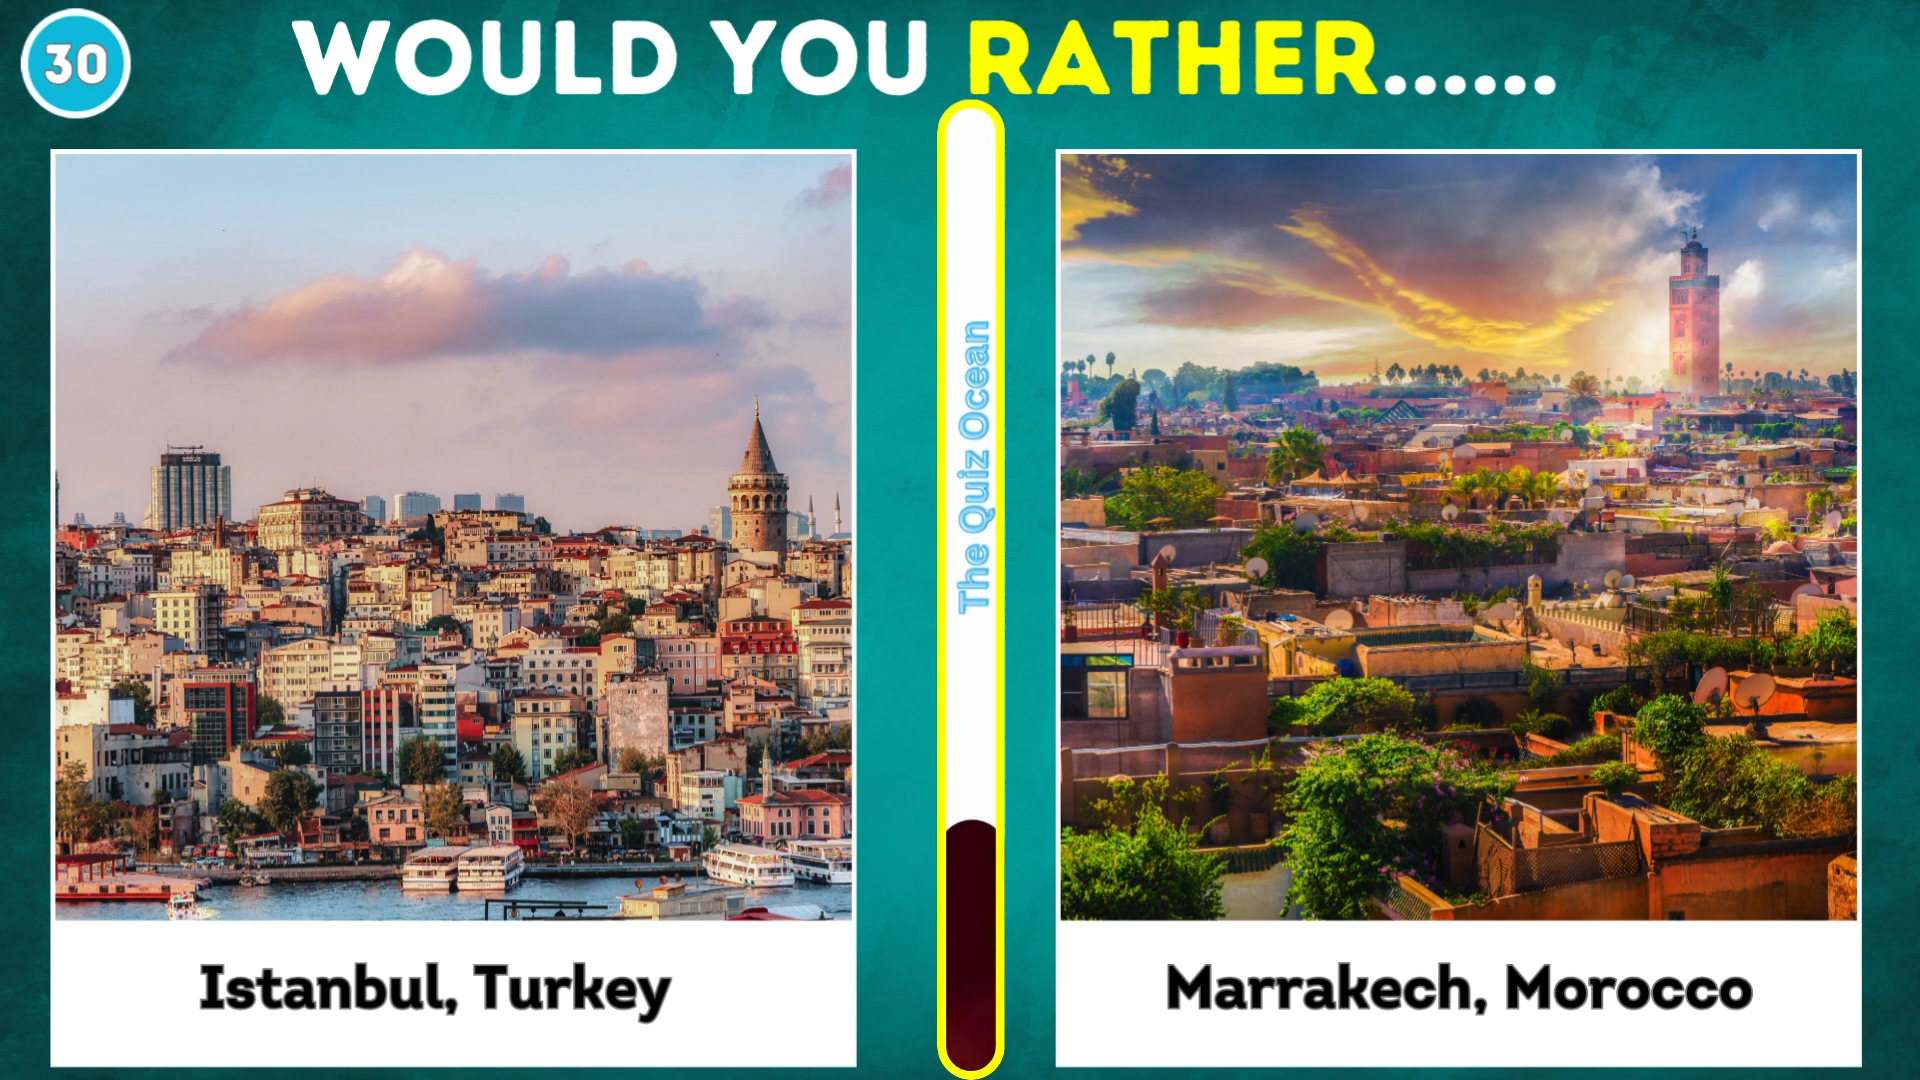 30
WOULD YOU RATHER......
The Quiz Ocean
Istanbul, Turkey
Marrakech, Morocco